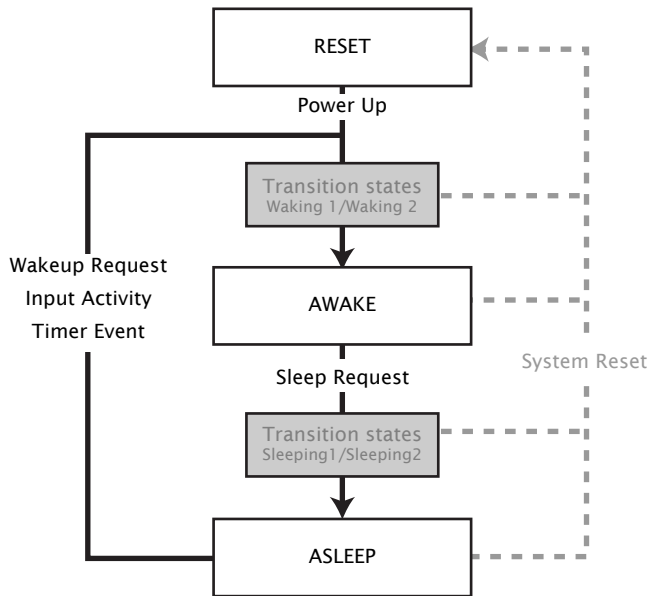 RESET
Power Up
Transition states
Waking 1/Waking 2
Wakeup Request
Input Activity
Timer Event
AWAKE
System Reset
Sleep Request
Transition states
Sleeping1/Sleeping2
ASLEEP